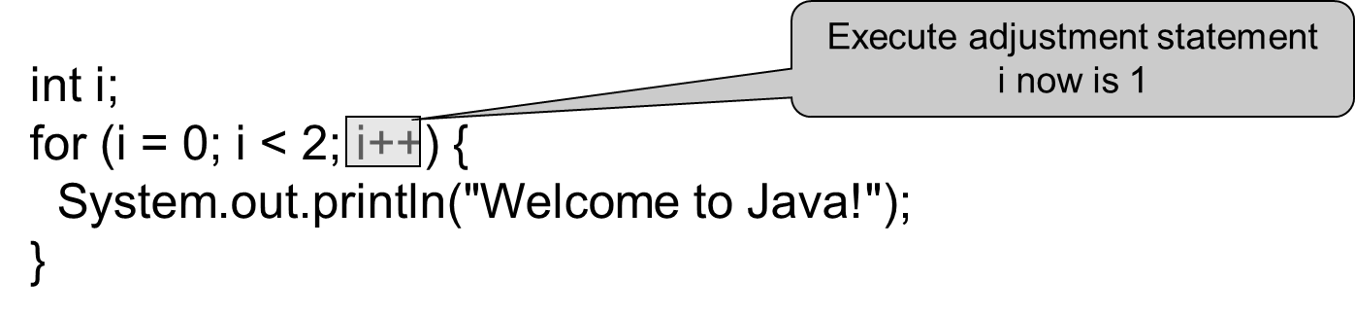 Execute adjustment statement
i now is 1
int i;
for (i = 0; i < 2; i++) {
System.out.println("Welcome to Java!");
}